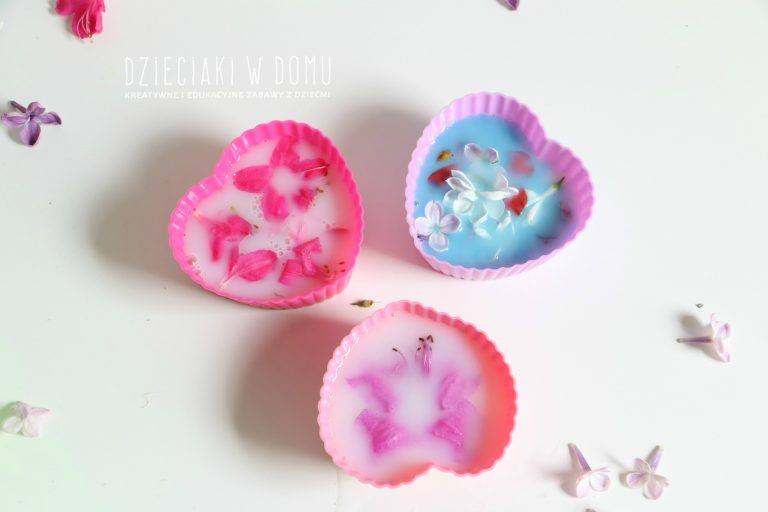 DZIECIAKI W DOMU
KREATYWNE I EDUKACYJNE ZABAWY Z DZIEĆMI